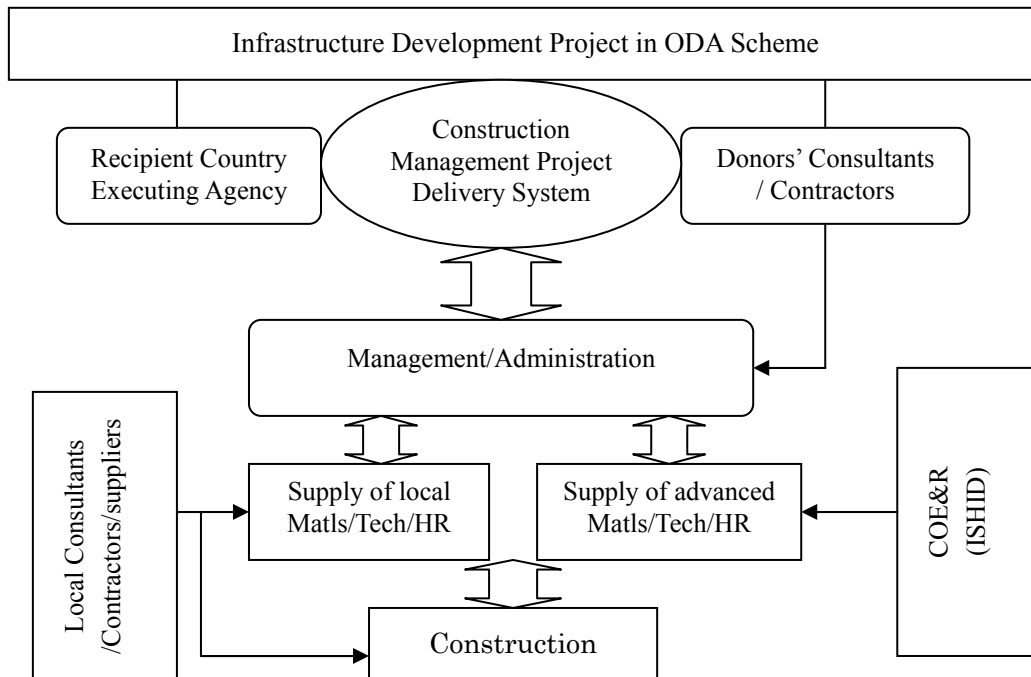 Infrastructure Development Project in ODA Scheme
Recipient Country
Executing Agency
Construction
Management Project
Delivery System
Donors’ Consultants
/ Contractors
Management/Administration
Local Consultants
/Contractors/suppliers
Supply of local
Matls/Tech/HR
Supply of advanced
Matls/Tech/HR
COE&R
(ISHID)
Construction